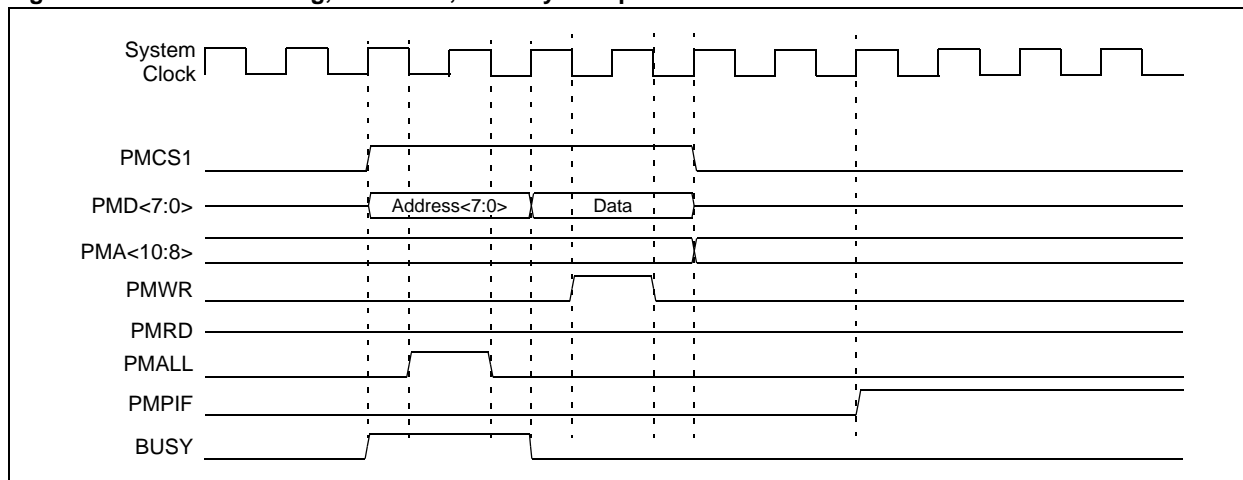 System
Clock
PMCS1
PMD<7:0>
Address<7:0>
Data
PMA<10:8>
PMWR
PMRD
PMALL
PMPIF
BUSY